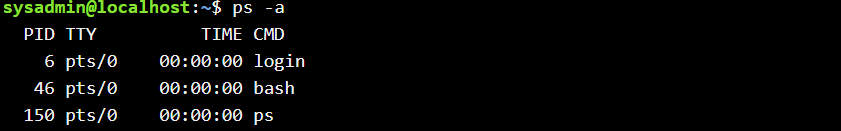 sysadmin@localhost:~$ ps -a
  PID TTY          TIME CMD
    6 pts/0    00:00:00 login
   46 pts/0    00:00:00 bash
  150 pts/0    00:00:00 ps